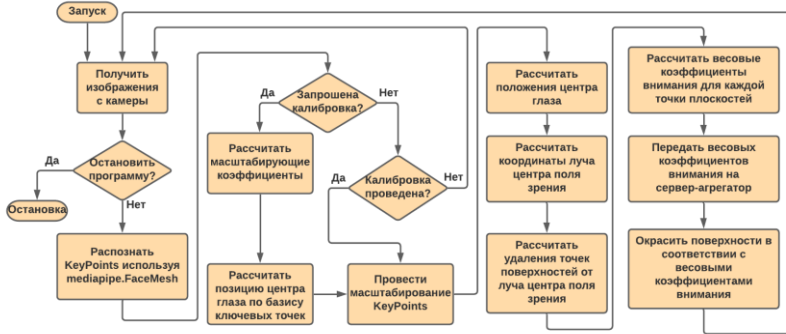 Запуск
Получить
изображения
с камеры
Да
Остановить
программу?
Остановка
Нет
Распознать
KeyPoints используя
mediapipe.FaceMesh
Да
Запрошена
калибровка?
Нет
Рассчитать
масштабирующие
коэффициенты
Да
Калибровка
проведена?
Нет
Рассчитать
позицию центра
глаза по базису
ключевых точек
Провести
масштабирование
KeyPoints
Рассчитать
положения центра
глаза
Рассчитать
координаты луча
центра поля
зрения
Рассчитать
удаления точек
поверхностей от
луча центра поля
зрения
Рассчитать весовые
коэффициенты
внимания для каждой
точки плоскостей
Передать весовых
коэффициентов
внимания на
сервер-агрегатор
Окрасить поверхности в
соответствии с
весовыми
коэффициентами
внимания